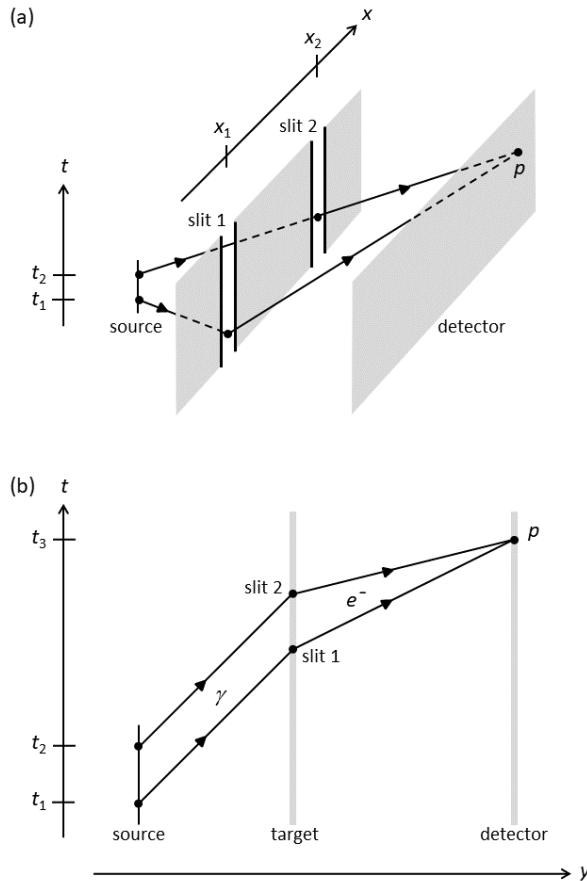 (a)
x
x₂
x₁
slit 2
t
slit 1
p
t₂
t₁
source
detector
(b)
t
t₃
p
slit 2
e⁻
slit 1
γ
t₂
t₁
source
target
detector
y